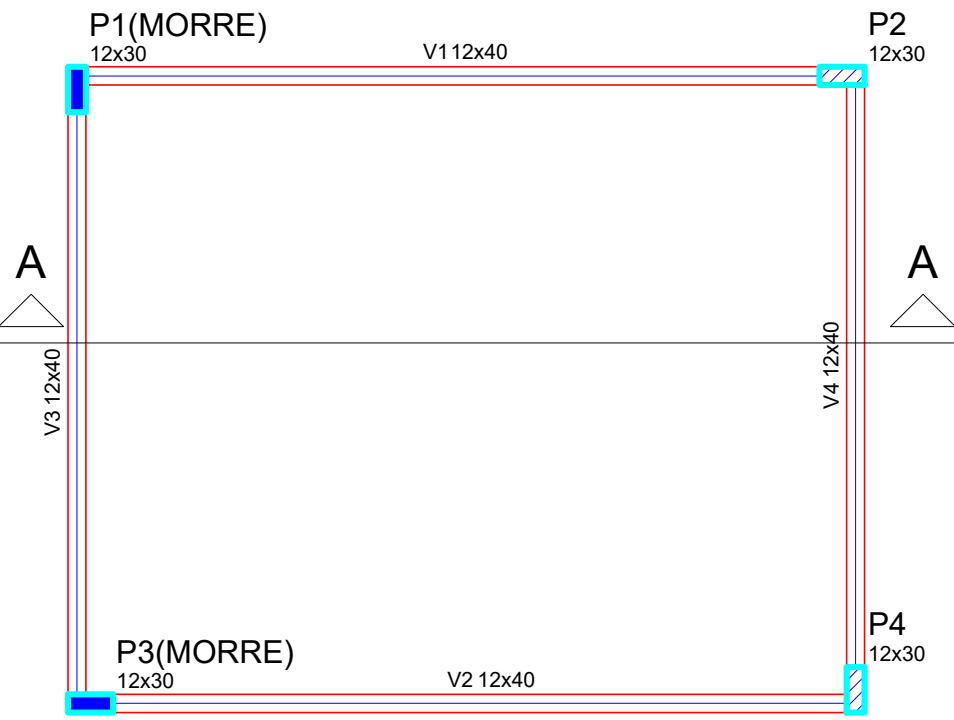 P1(MORRE)
12x30
V1 12x40
P2
12x30
A
A
V3 12x40
V4 12x40
P3(MORRE)
12x30
V2 12x40
P4
12x30